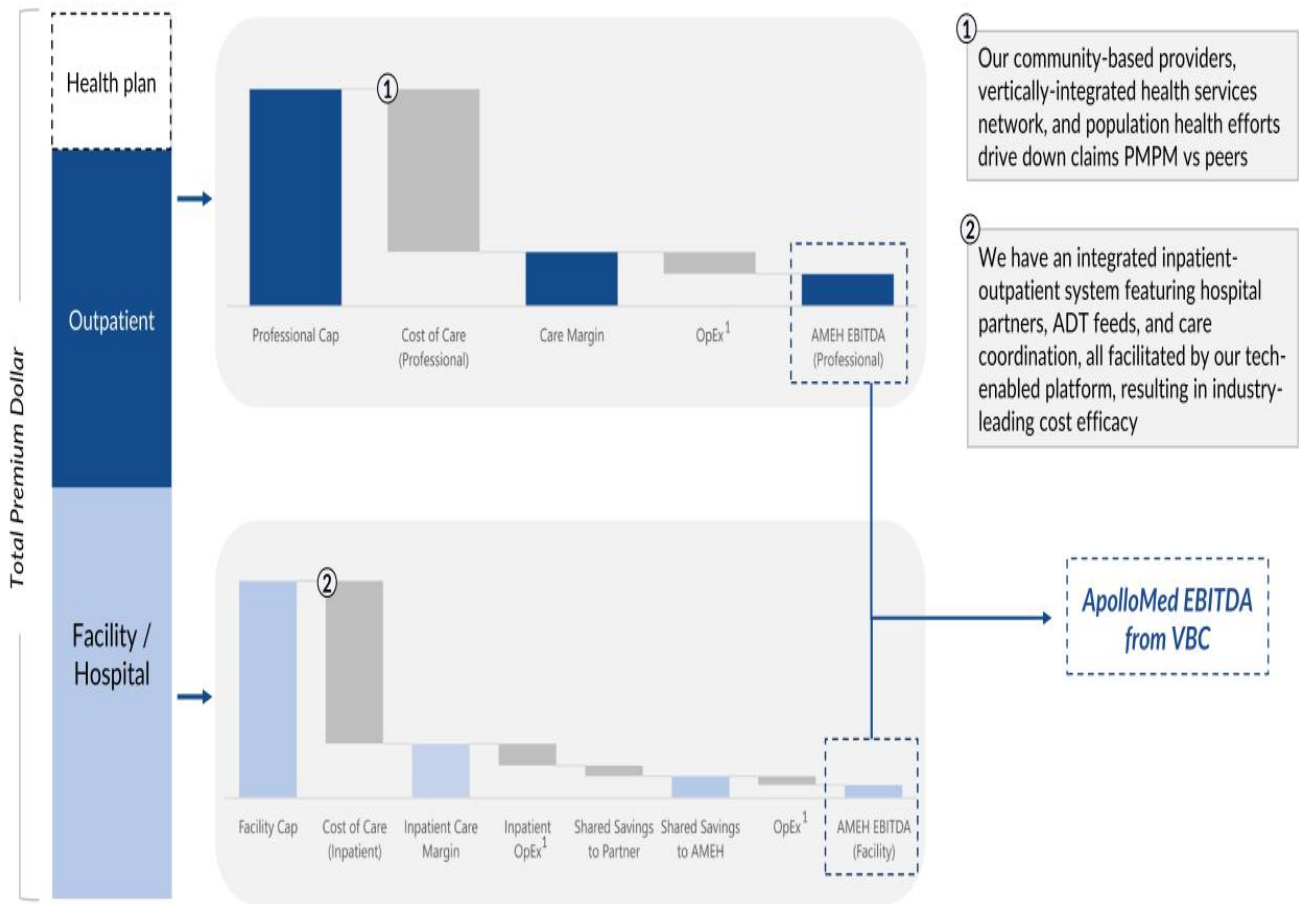 Total Premium Dollar
Health plan
Outpatient
Facility /
Hospital
1
Professional Cap
Cost of Care
(Professional)
Care Margin
OpEx1
AMEH EBITDA
(Professional)
2
Facility Cap
Cost of Care
(Inpatient)
Inpatient Care
Margin
Inpatient
OpEx1
Shared Savings
to Partner
Shared Savings
to AMEH
OpEx1
AMEH EBITDA
(Facility)
1
Our community-based providers,
vertically-integrated health services
network, and population health efforts
drive down claims PMPM vs peers
2
We have an integrated inpatient-
outpatient system featuring hospital
partners, ADT feeds, and care
coordination, all facilitated by our tech-
enabled platform, resulting in industry-
leading cost efficacy
ApolloMed EBITDA
from VBC